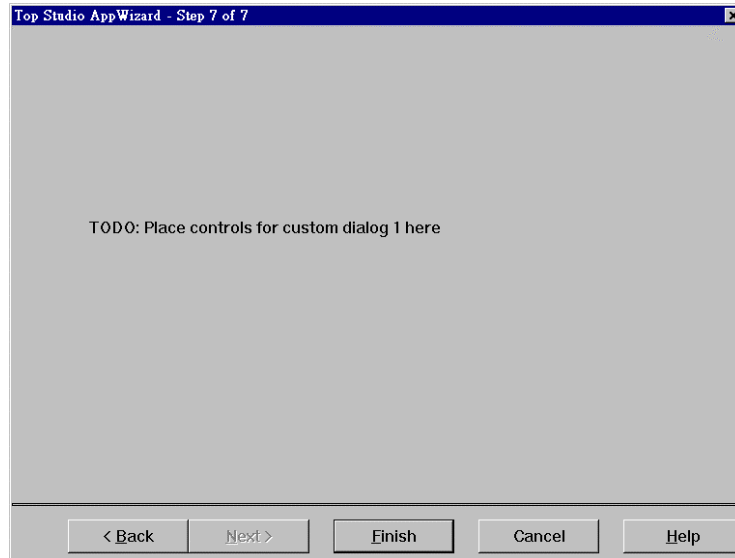 Top Studio AppWizard - Step 7 of 7
TODO: Place controls for custom dialog 1 here
< Back Next > Finish Cancel Help